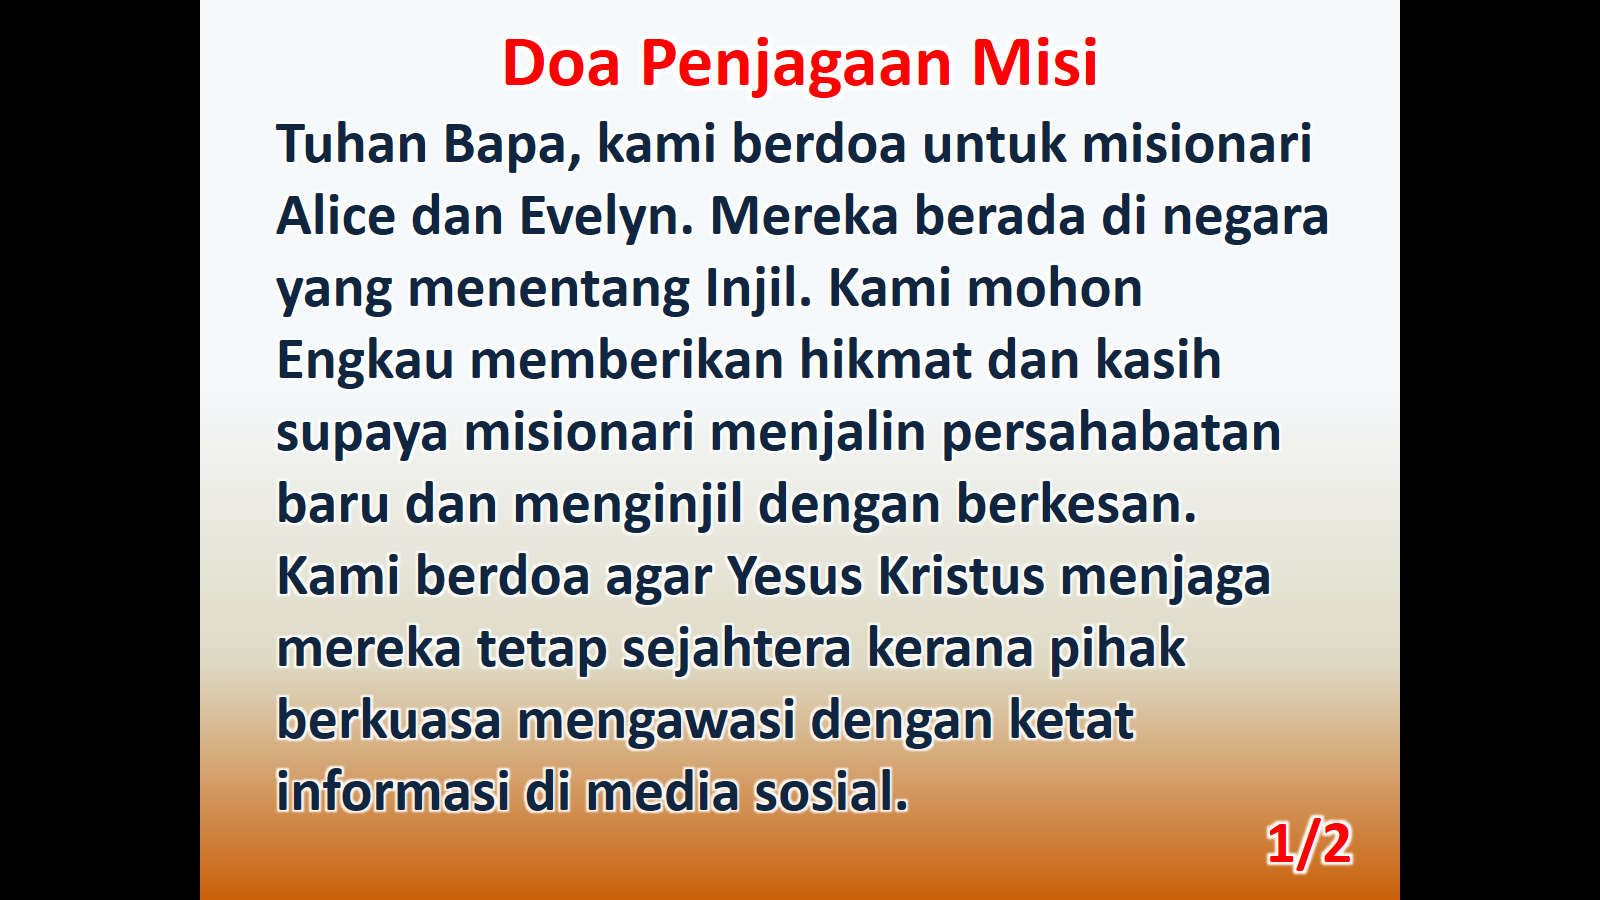 Doa Penjagaan Misi
Tuhan Bapa, kami berdoa untuk misionari
Alice dan Evelyn. Mereka berada di negara
yang menentang Injil. Kami mohon
Engkau memberikan hikmat dan kasih
supaya misionari menjalin persahabatan
baru dan menginjil dengan berkesan.
Kami berdoa agar Yesus Kristus menjaga
mereka tetap sejahtera kerana pihak
berkuasa mengawasi dengan ketat
informasi di media sosial.
1/2